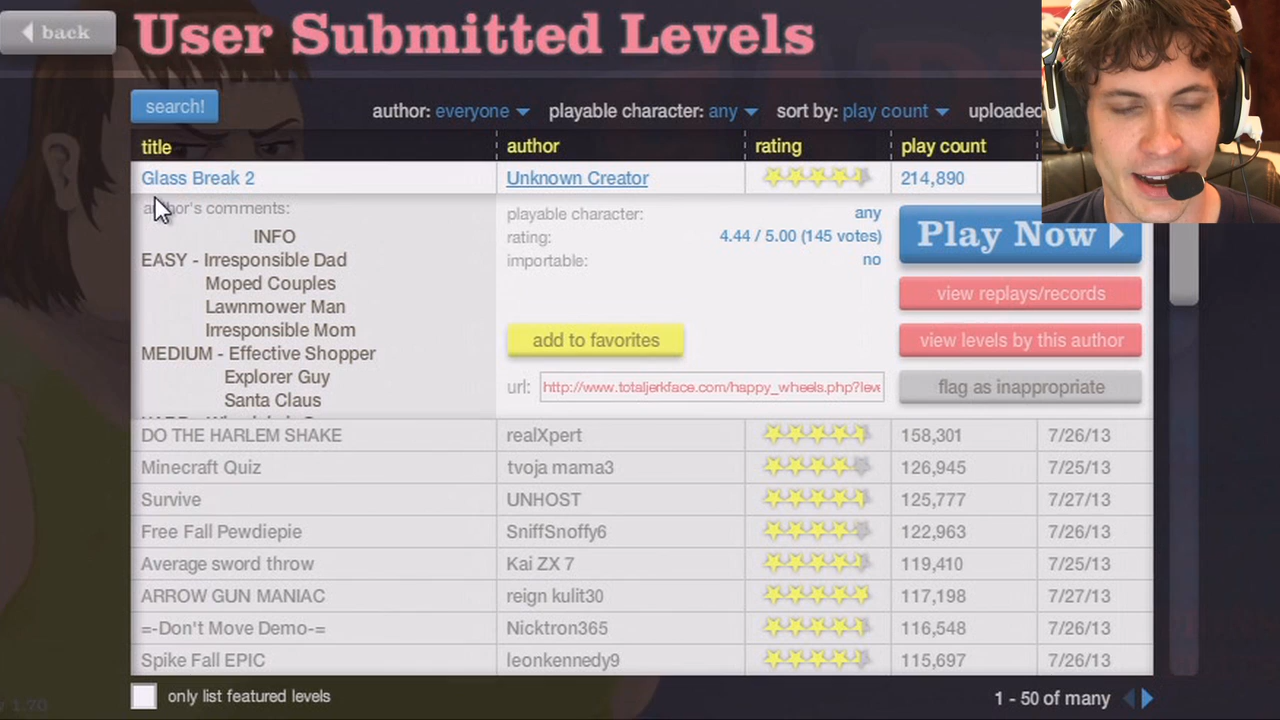 back
User Submitted Levels
search!
author: everyone playable character: any sort by: play count uploaded
title author rating play count
Glass Break 2 Unknown Creator 214,890
author's comments:
INFO
EASY - Irresponsible Dad
Moped Couples
Lawnmower Man
Irresponsible Mom
MEDIUM - Effective Shopper
Explorer Guy
Santa Claus
playable character: any
rating: 4.44 / 5.00 (145 votes)
importable: no
add to favorites
url: http://www.totaljerkface.com/happy_wheels.php?leve
Play Now
view replays/records
view levels by this author
flag as inappropriate
DO THE HARLEM SHAKE realXpert 158,301 7/26/13
Minecraft Quiz tvoja mama3 126,945 7/25/13
Survive UNHOST 125,777 7/27/13
Free Fall Pewdiepie SniffSnoffy6 122,963 7/26/13
Average sword throw Kai ZX 7 119,410 7/25/13
ARROW GUN MANIAC reign kulit30 117,198 7/27/13
=-Don't Move Demo-= Nicktron365 116,548 7/26/13
Spike Fall EPIC leonkennedy9 115,697 7/26/13
only list featured levels
1 - 50 of many
1.70